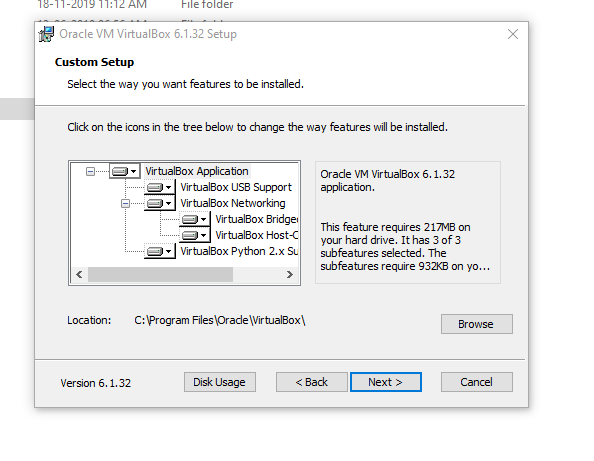 18-11-2019 11:12 AM File folder
Oracle VM VirtualBox 6.1.32 Setup
Custom Setup
Select the way you want features to be installed.
Click on the icons in the tree below to change the way features will be installed.
VirtualBox Application
VirtualBox USB Support
VirtualBox Networking
VirtualBox Bridge
VirtualBox Host-C
VirtualBox Python 2.x Su
Oracle VM VirtualBox 6.1.32
application.
This feature requires 217MB on
your hard drive. It has 3 of 3
subfeatures selected. The
subfeatures require 932KB on yo...
Location: C:\Program Files\Oracle\VirtualBox\
Browse
Version 6.1.32
Disk Usage
< Back
Next >
Cancel